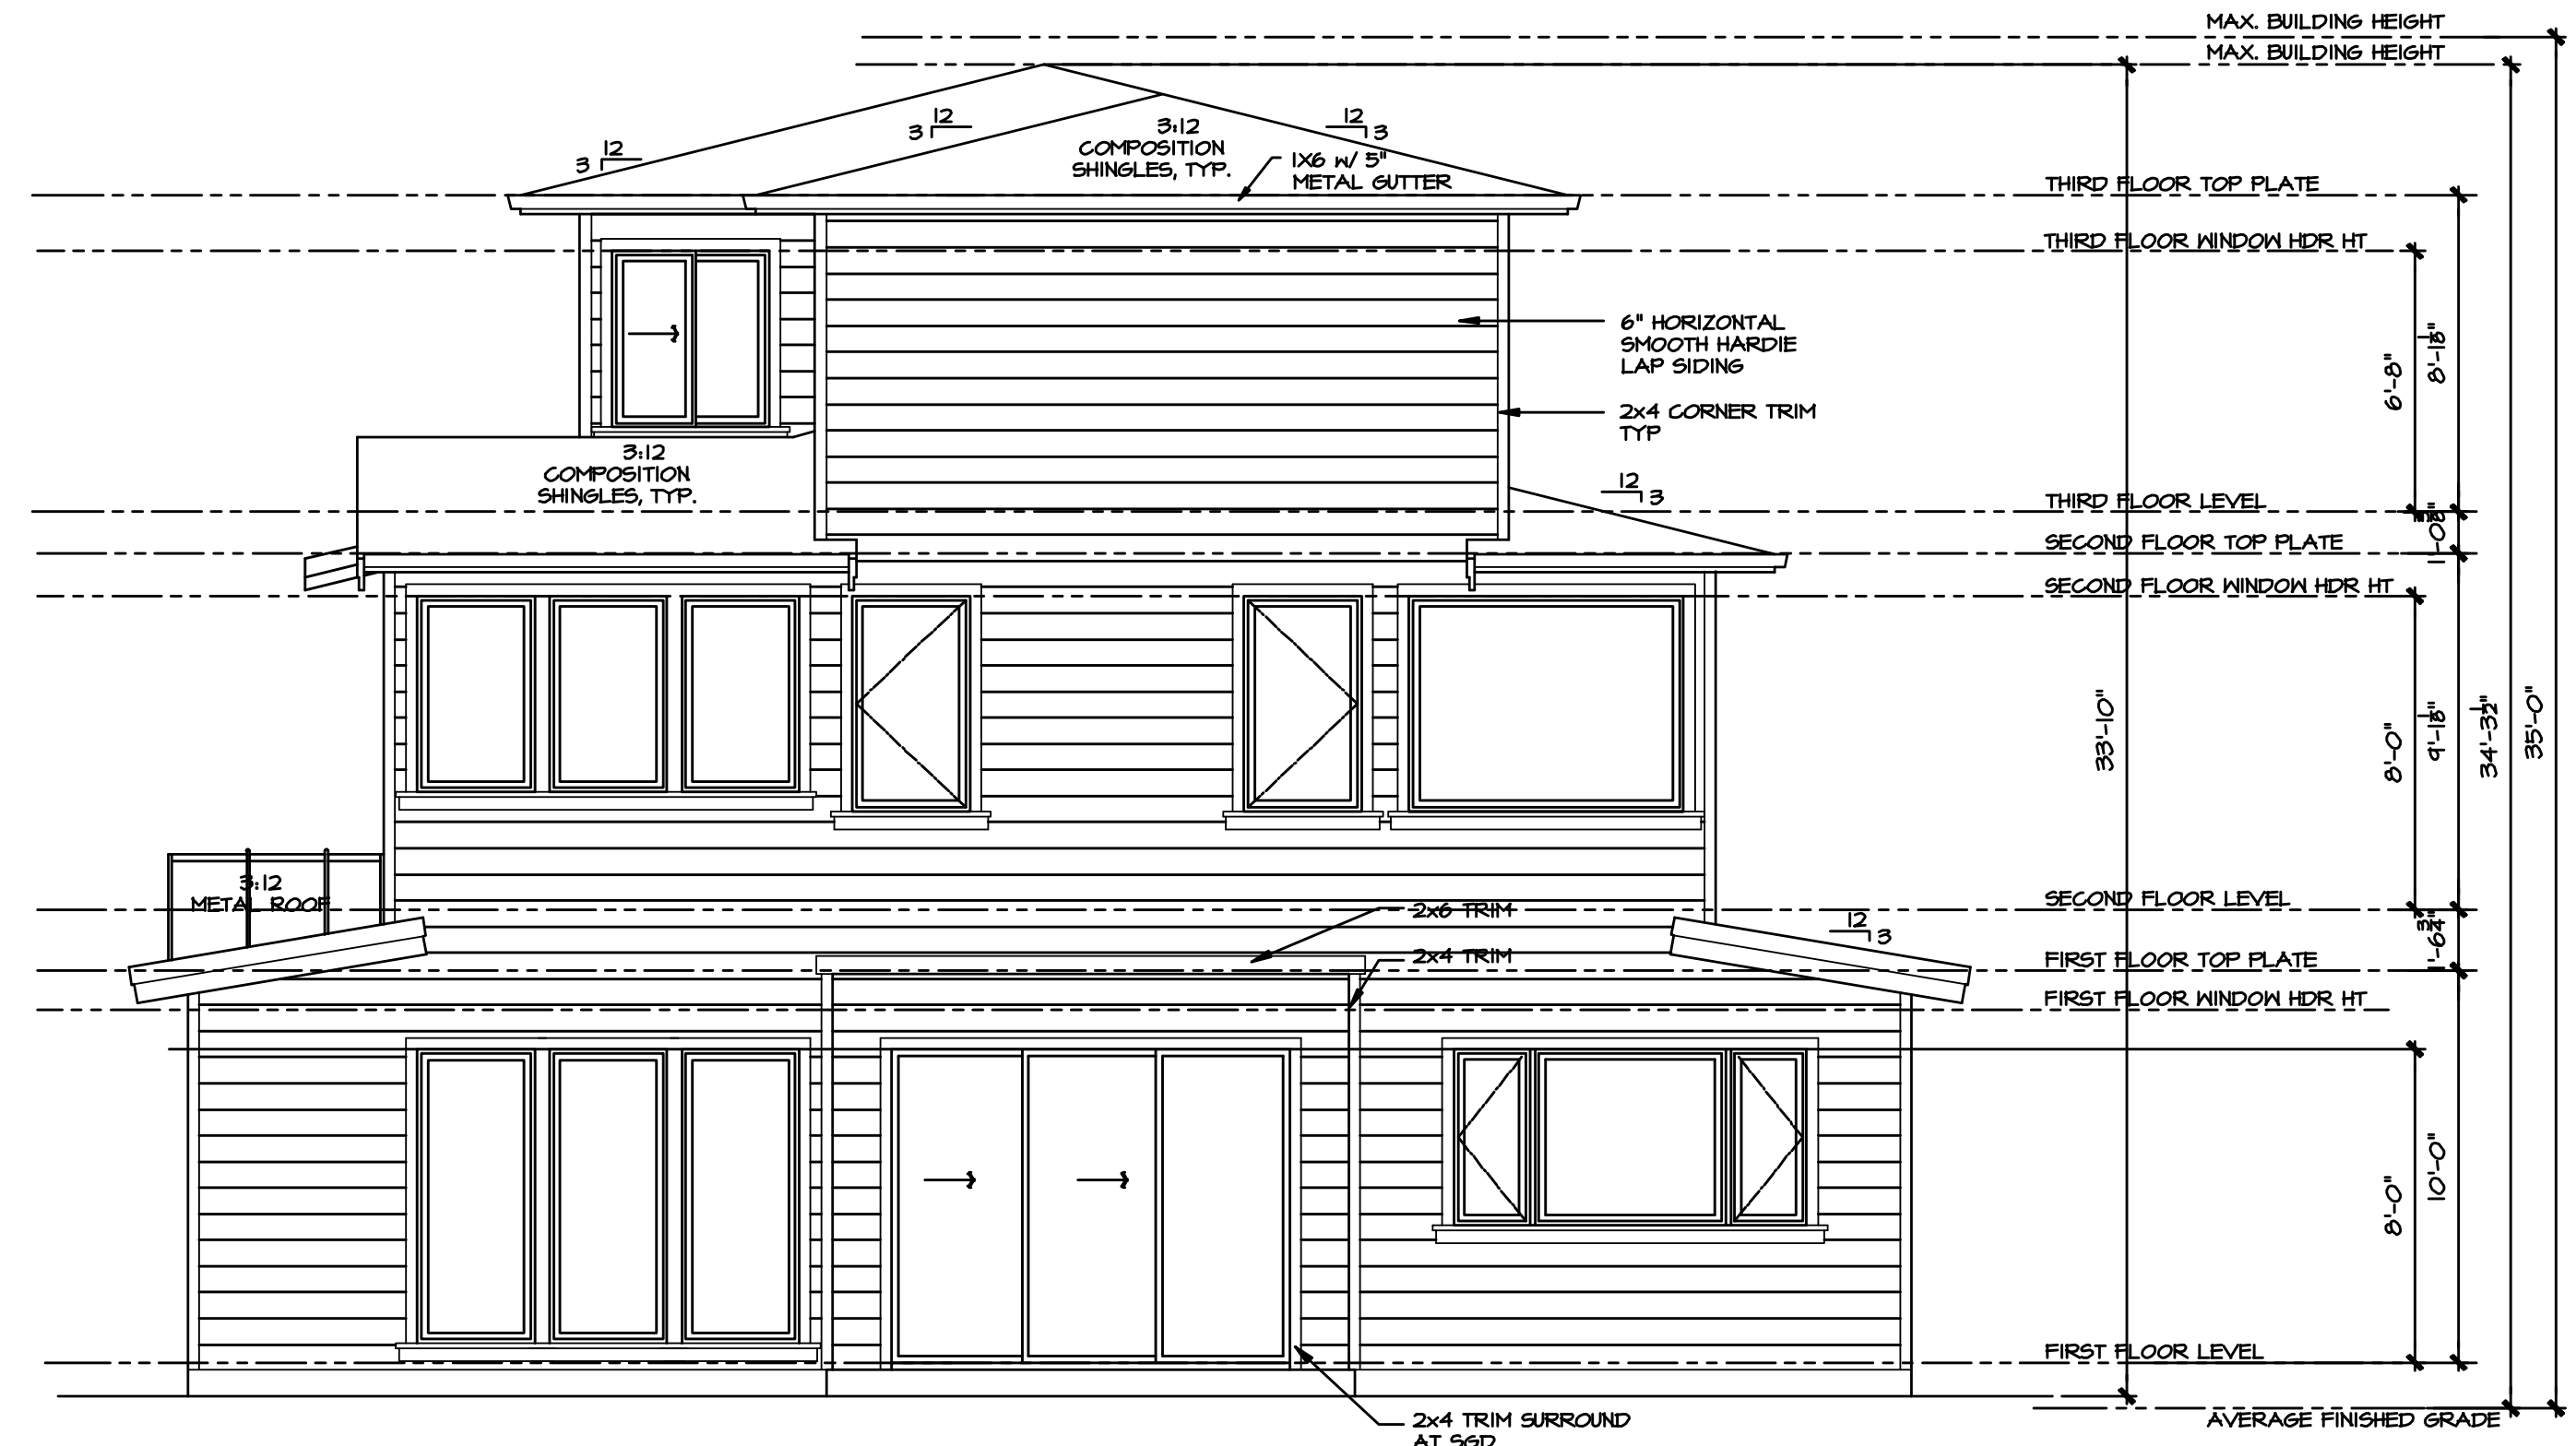 MAX. BUILDING HEIGHT
MAX. BUILDING HEIGHT
12
3
12
3
12
3
3:12
COMPOSITION
SHINGLES, TYP.
1X6 W/ 5"
METAL GUTTER
THIRD FLOOR TOP PLATE
THIRD FLOOR WINDOW HDR HT
6" HORIZONTAL
SMOOTH HARDIE
LAP SIDING
6'-8"
2x4 CORNER TRIM
TYP
3:12
COMPOSITION
SHINGLES, TYP.
12
3
THIRD FLOOR LEVEL
SECOND FLOOR TOP PLATE
SECOND FLOOR WINDOW HDR HT
33'-10"
8'-0"
35'-0"
3:12
METAL ROOF
SECOND FLOOR LEVEL
2x6 TRIM
12
3
2x4 TRIM
FIRST FLOOR TOP PLATE
FIRST FLOOR WINDOW HDR HT
8'-0"
10'-0"
FIRST FLOOR LEVEL
2x4 TRIM SURROUND
AT SGD
AVERAGE FINISHED GRADE